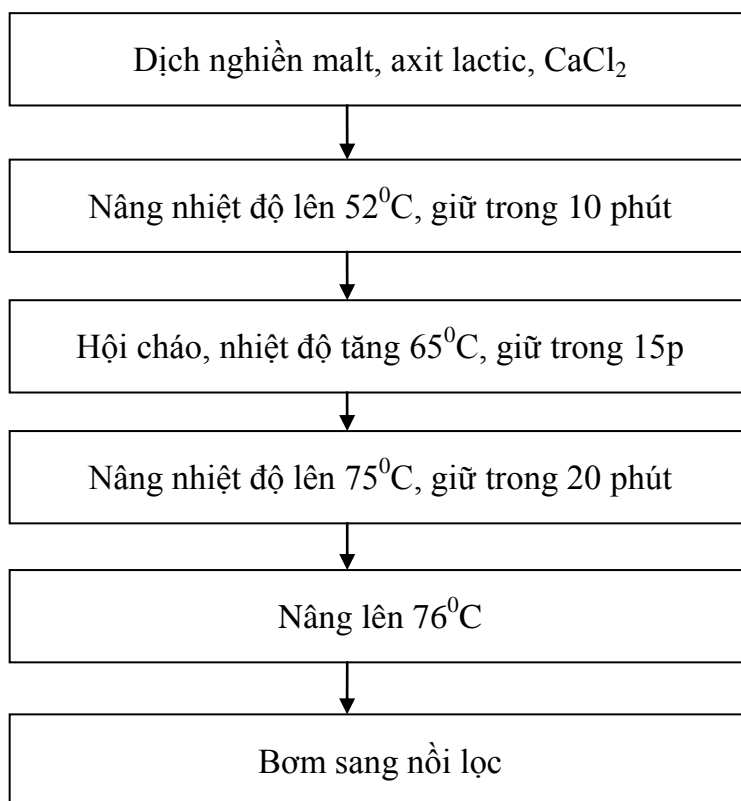 Dịch nghiền malt, axit lactic, CaCl₂
Nâng nhiệt độ lên 52⁰C, giữ trong 10 phút
Hội cháo, nhiệt độ tăng 65⁰C, giữ trong 15p
Nâng nhiệt độ lên 75⁰C, giữ trong 20 phút
Nâng lên 76⁰C
Bơm sang nồi lọc